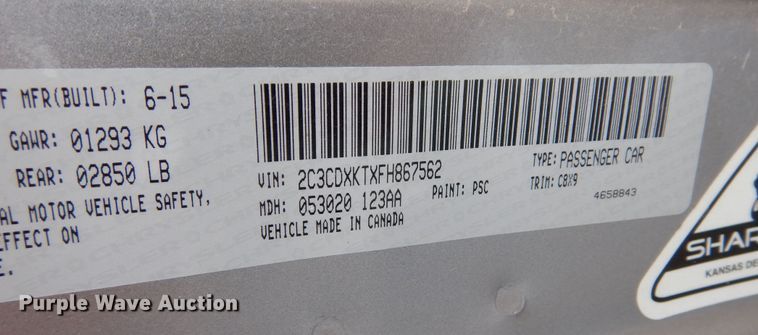 F MFR(BUILT): 6-15
GAWR: 01293 KG
REAR: 02850 LB
AL MOTOR VEHICLE SAFETY,
EFFECT ON
E.
VIN: 2C3CDXKTXFH867562
TYPE: PASSENGER CAR
MDH: 053020 123AA
PAINT: PSC
TRIM: C8X9
VEHICLE MADE IN CANADA
4658843
SHAR
KANSAS DE
Purple Wave Auction